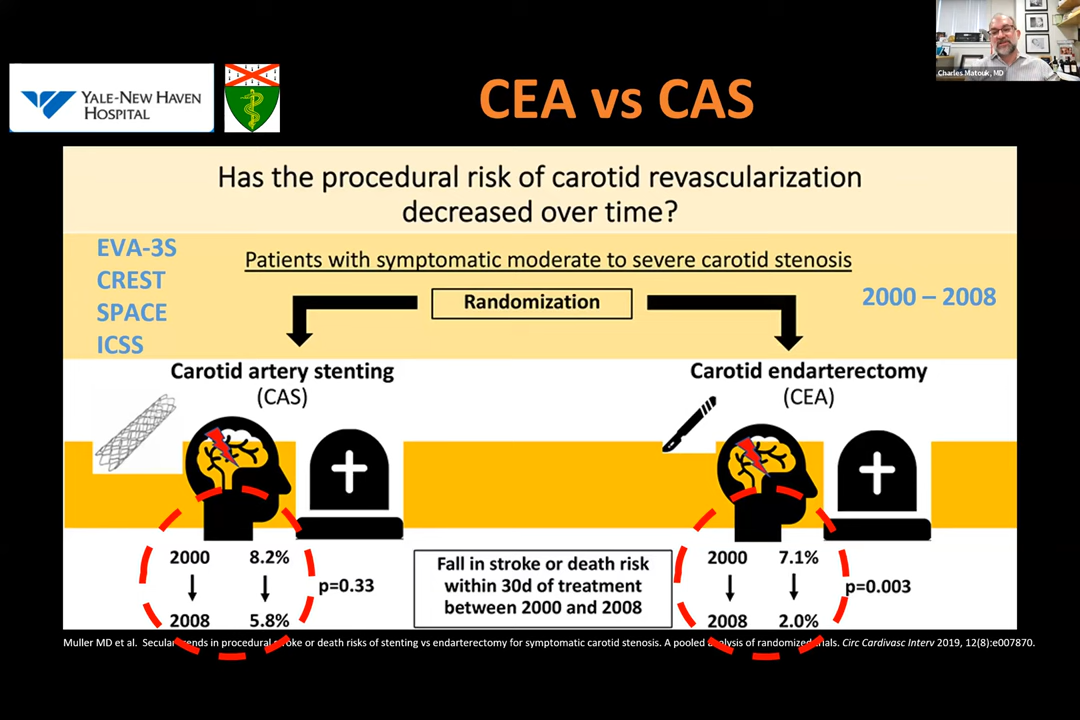 Charles Matouk, MD
YALE-NEW HAVEN
HOSPITAL
CEA vs CAS
Has the procedural risk of carotid revascularization
decreased over time?
EVA-3S
CREST
SPACE
ICSS
Patients with symptomatic moderate to severe carotid stenosis
Randomization
2000 – 2008
Carotid artery stenting
(CAS)
Carotid endarterectomy
(CEA)
2000 8.2%
p=0.33
2008 5.8%
Fall in stroke or death risk
within 30d of treatment
between 2000 and 2008
2000 7.1%
p=0.003
2008 2.0%
Muller MD et al. Secular trends in procedural stroke or death risks of stenting vs endarterectomy for symptomatic carotid stenosis. A pooled analysis of randomized trials. Circ Cardivasc Interv 2019, 12(8):e007870.